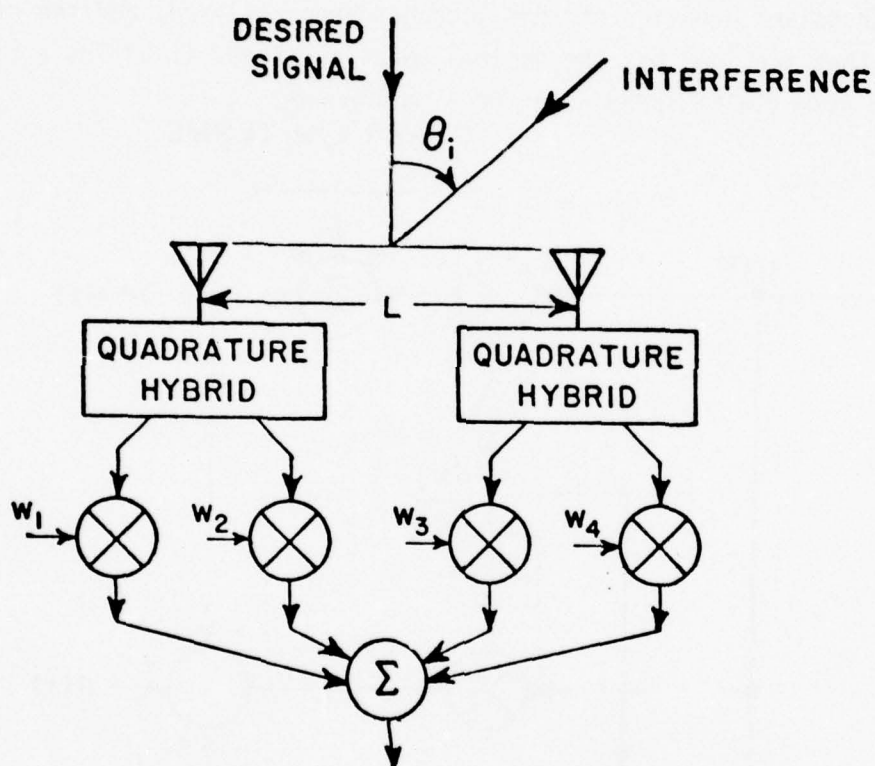 DESIRED
SIGNAL
INTERFERENCE
θi
L
QUADRATURE
HYBRID
QUADRATURE
HYBRID
w1
w2
w3
w4
Σ